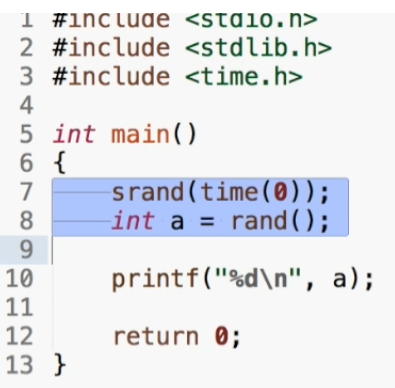 1 #include <stdio.h>
2 #include <stdlib.h>
3 #include <time.h>
4
5 int main()
6 {
7 srand(time(0));
8 int a = rand();
9
10 printf("%d\n", a);
11
12 return 0;
13 }